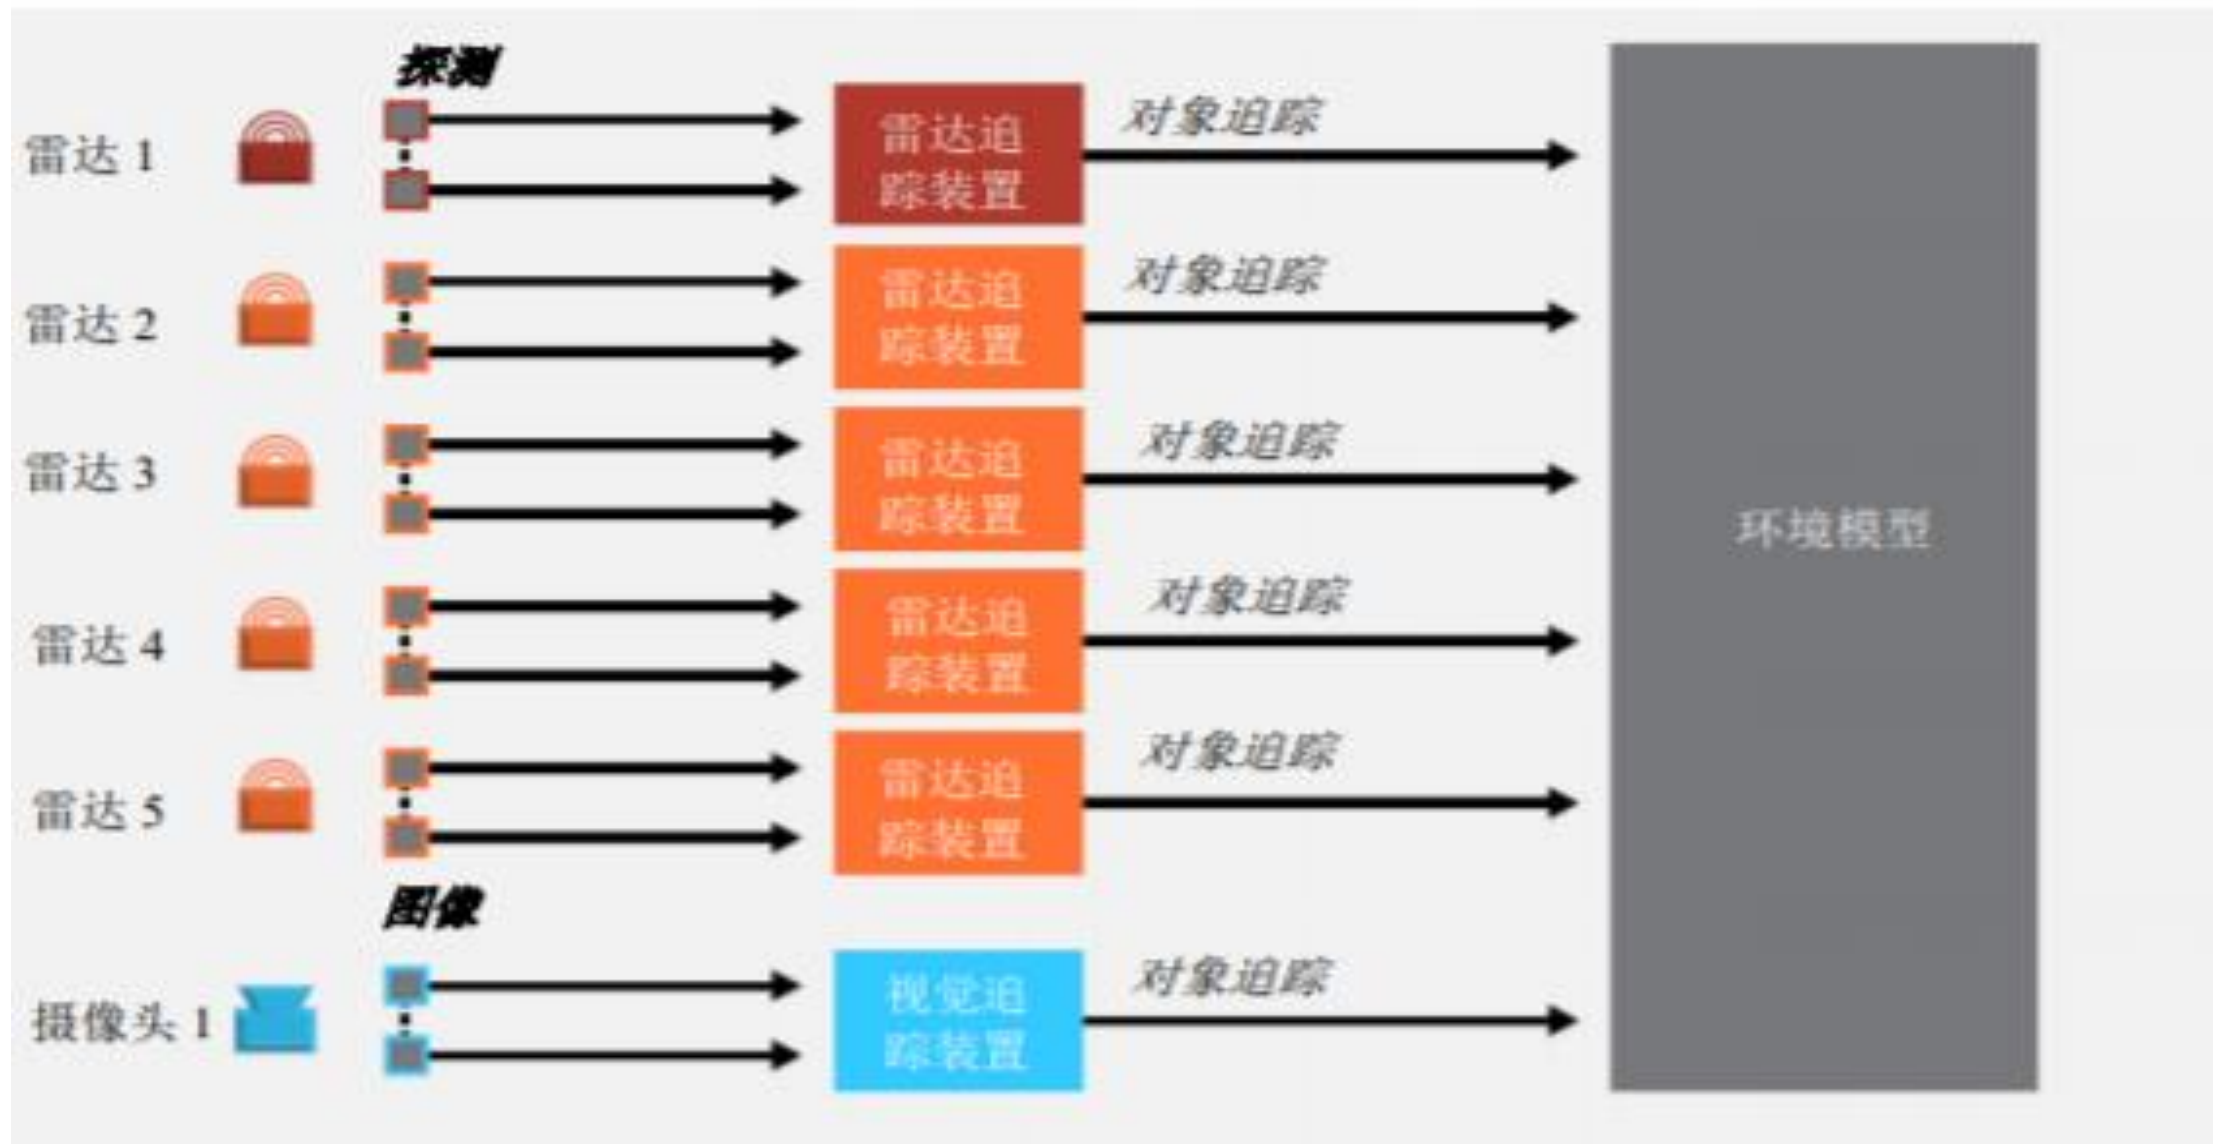 探测
雷达 1
雷达追
踪装置
对象追踪
雷达 2
雷达追
踪装置
对象追踪
雷达 3
雷达追
踪装置
对象追踪
环境模型
雷达 4
雷达追
踪装置
对象追踪
雷达 5
雷达追
踪装置
对象追踪
图像
摄像头 1
视觉追
踪装置
对象追踪